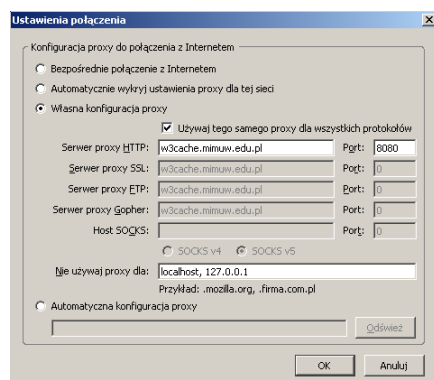 Ustawienia połączenia
Konfiguracja proxy do połączenia z Internetem
Bezpośrednie połączenie z Internetem
Automatycznie wykryj ustawienia proxy dla tej sieci
Własna konfiguracja proxy
Używaj tego samego proxy dla wszystkich protokołów
Serwer proxy HTTP: w3cache.mimuw.edu.pl Port: 8080
Serwer proxy SSL: w3cache.mimuw.edu.pl Port: 0
Serwer proxy FTP: w3cache.mimuw.edu.pl Port: 0
Serwer proxy Gopher: w3cache.mimuw.edu.pl Port: 0
Host SOCKS: Port: 0
SOCKS v4 SOCKS v5
Nie używaj proxy dla: localhost, 127.0.0.1
Przykład: .mozilla.org, .firma.com.pl
Automatyczna konfiguracja proxy
Odśwież
OK Anuluj